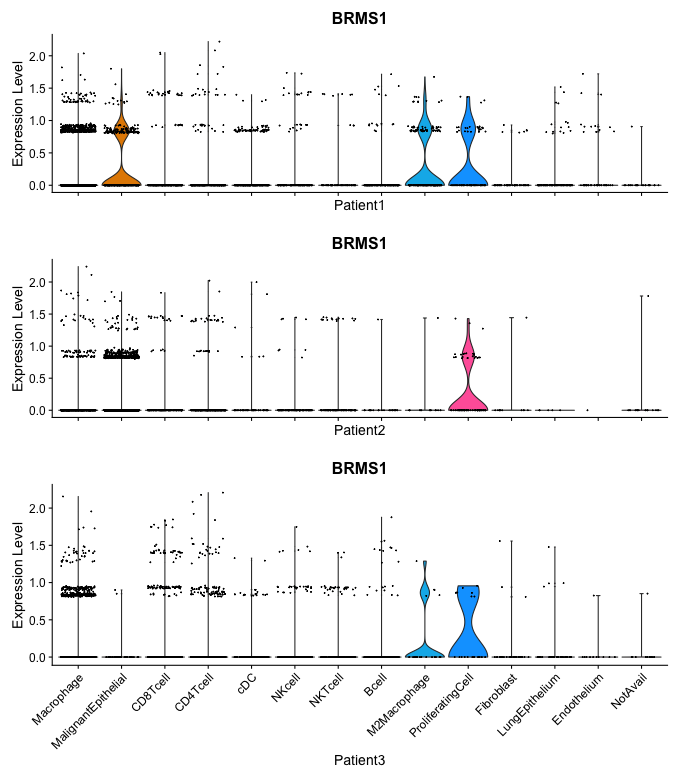 BRMS1
Expression Level
2.0
1.5
1.0
0.5
0.0
Patient1
BRMS1
Expression Level
2.0
1.5
1.0
0.5
0.0
Patient2
BRMS1
Expression Level
2.0
1.5
1.0
0.5
0.0
Macrophage
MalignantEpithelial
CD8Tcell
CD4Tcell
cDC
NKcell
NKTcell
Bcell
M2Macrophage
ProliferatingCell
Fibroblast
LungEpithelium
Endothelium
NotAvail
Patient3